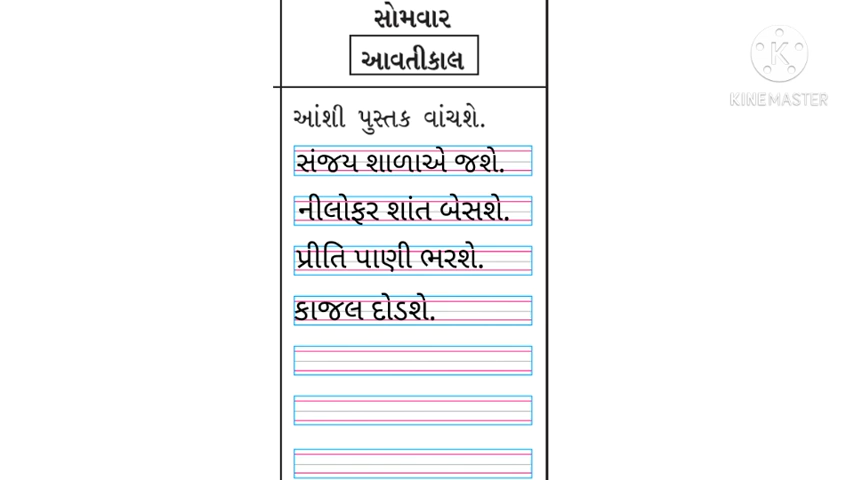 સોમવાર
આવતીકાલ
આંશી પુસ્તક વાંચશે.
સંજય શાળાએ જશે.
નીલોફર શાંત બેસશે.
પ્રીતિ પાણી ભરશે.
કાજલ દોડશે.
K
KINEMASTER